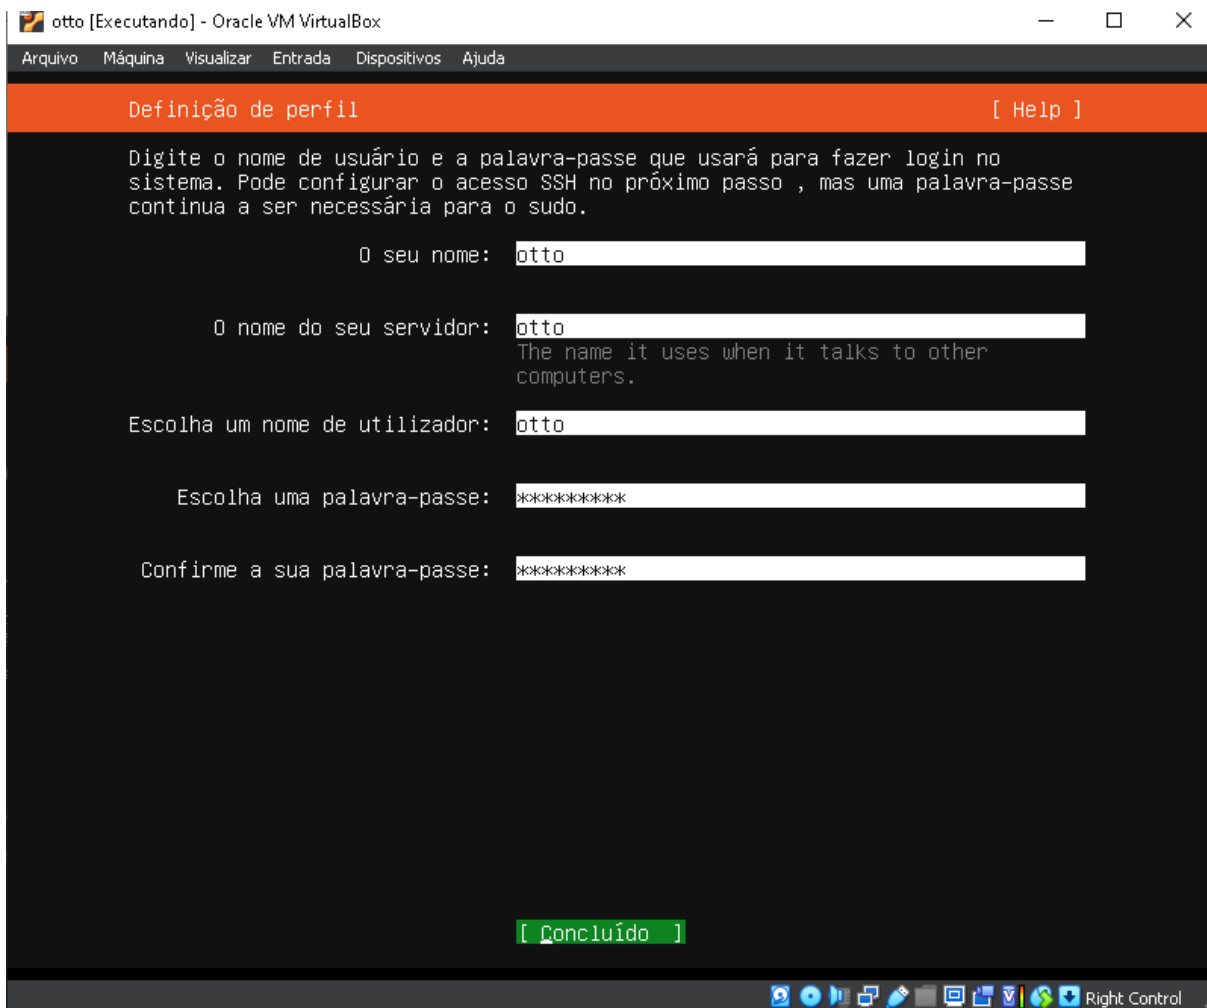 otto [Executando] - Oracle VM VirtualBox
Arquivo Máquina Visualizar Entrada Dispositivos Ajuda
Definição de perfil [ Help ]
Digite o nome de usuário e a palavra-passe que usará para fazer login no
sistema. Pode configurar o acesso SSH no próximo passo , mas uma palavra-passe
continua a ser necessária para o sudo.
O seu nome: otto
O nome do seu servidor: otto
The name it uses when it talks to other
computers.
Escolha um nome de utilizador: otto
Escolha uma palavra-passe: *********
Confirme a sua palavra-passe: *********
[ Concluído ]
Right Control